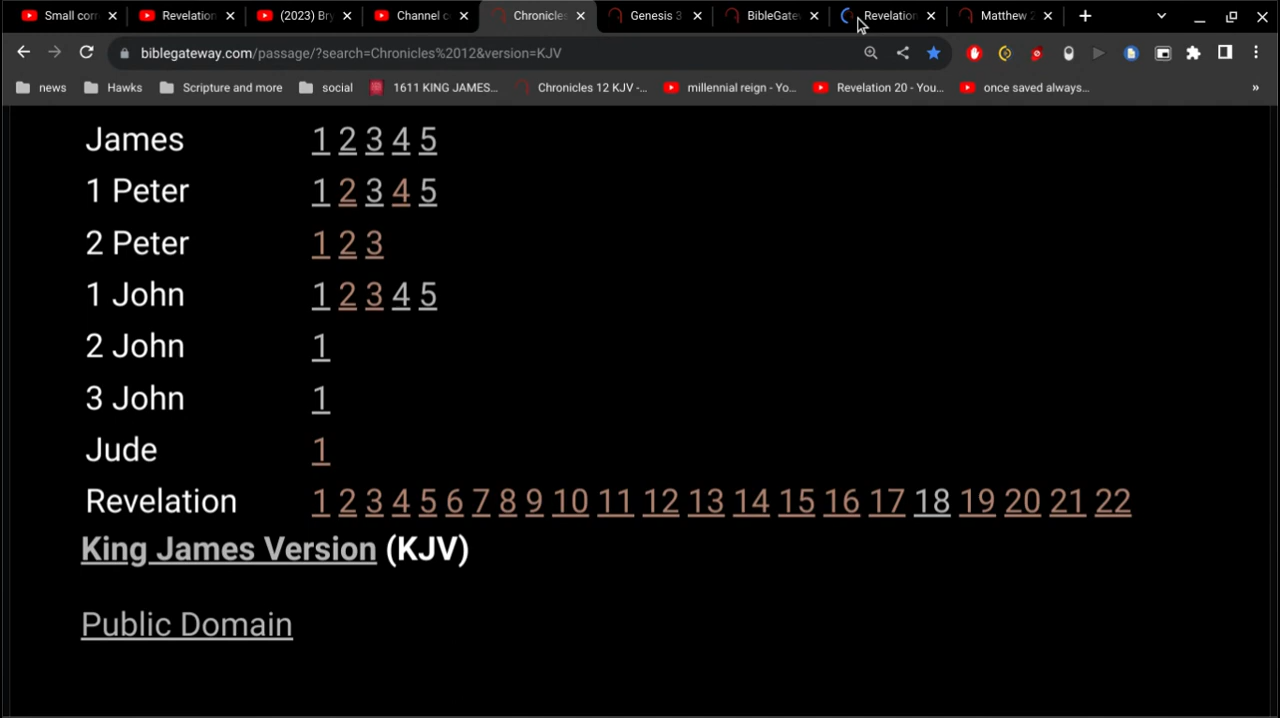 Small corr Revelation (2023) Bry Channel c Chronicles Genesis 3 BibleGate Revelation Matthew 2
biblegateway.com/passage/?search=Chronicles%2012&version=KJV
news Hawks Scripture and more social 1611 KING JAMES... Chronicles 12 KJV -... millennial reign - Yo... Revelation 20 - You... once saved always... »
James 1 2 3 4 5
1 Peter 1 2 3 4 5
2 Peter 1 2 3
1 John 1 2 3 4 5
2 John 1
3 John 1
Jude 1
Revelation 1 2 3 4 5 6 7 8 9 10 11 12 13 14 15 16 17 18 19 20 21 22
King James Version (KJV)
Public Domain